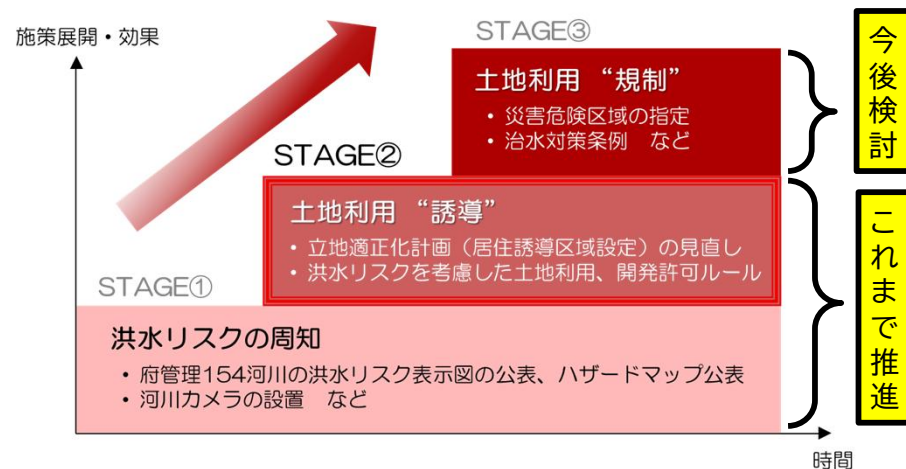 施策展開・効果
STAGE③
土地利用 “規制”
• 災害危険区域の指定
• 治水対策条例 など
今後検討
STAGE②
土地利用 “誘導”
• 立地適正化計画（居住誘導区域設定）の見直し
• 洪水リスクを考慮した土地利用、開発許可ルール
STAGE①
洪水リスクの周知
• 府管理154河川の洪水リスク表示図の公表、ハザードマップ公表
• 河川カメラの設置 など
これまで推進
時間